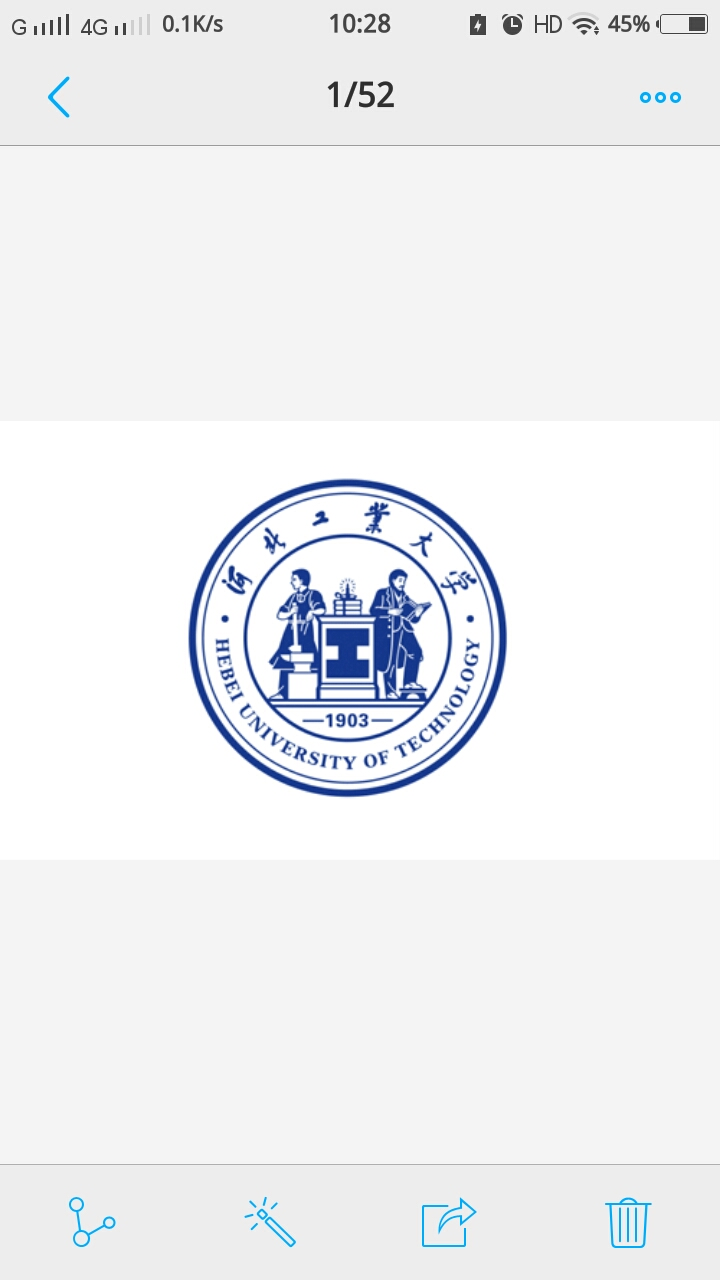 G 4G 0.1K/s 10:28 HD 45%
1/52
河北工業大学
HEBEI UNIVERSITY OF TECHNOLOGY
1903